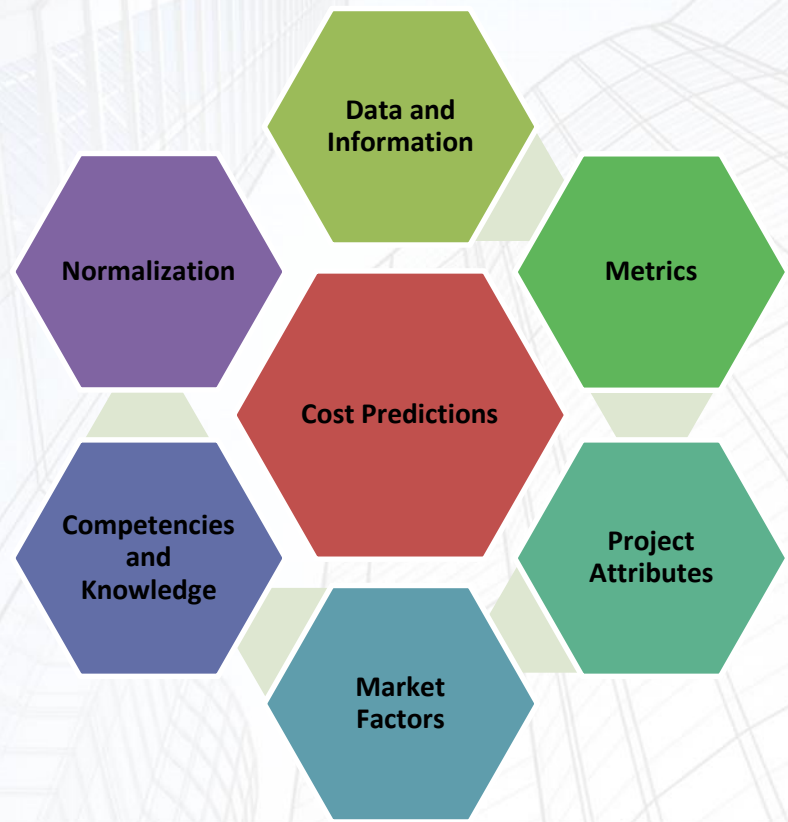 Data and
Information
Normalization
Metrics
Cost Predictions
Competencies
and
Knowledge
Project
Attributes
Market
Factors